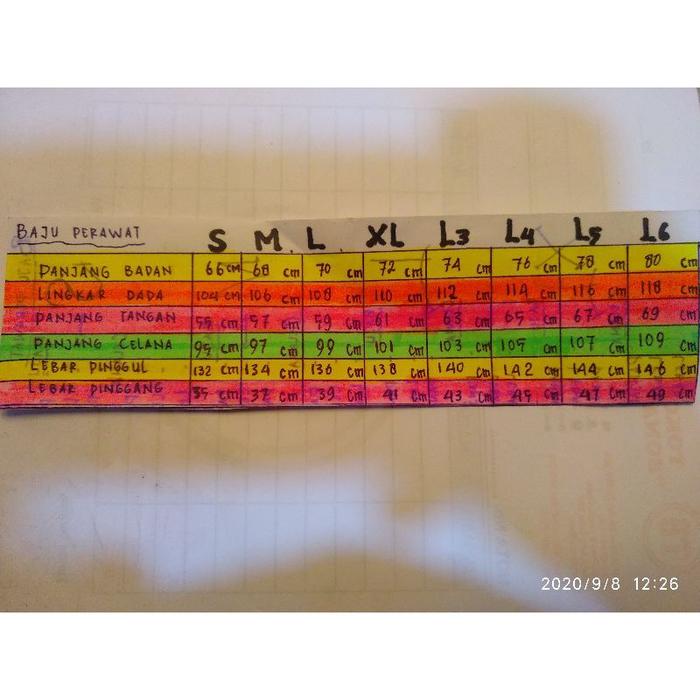 BAJU PERAWAT
S M L XL L3 L4 L5 L6
PANJANG BADAN 66 cm 68 cm 70 cm 72 cm 74 cm 76 cm 78 cm 80 cm
LINGKAR DADA 104 cm 106 cm 108 cm 110 cm 112 cm 114 cm 116 cm 118 cm
PANJANG TANGAN 55 cm 57 cm 59 cm 61 cm 63 cm 65 cm 67 cm 69 cm
PANJANG CELANA 95 cm 97 cm 99 cm 101 cm 103 cm 105 cm 107 cm 109 cm
LEBAR PINGGUL 132 cm 134 cm 136 cm 138 cm 140 cm 142 cm 144 cm 146 cm
LEBAR PINGGANG 35 cm 37 cm 39 cm 41 cm 43 cm 45 cm 47 cm 49 cm
2020/9/8 12:26